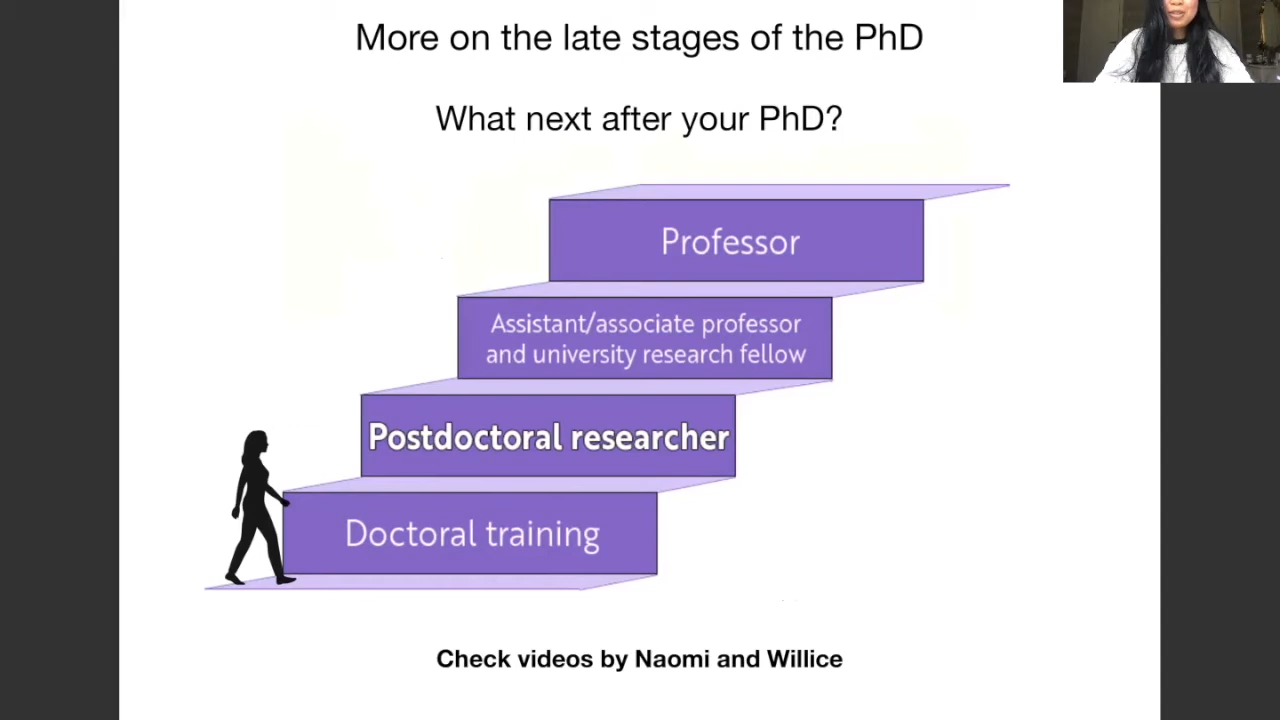 More on the late stages of the PhD
What next after your PhD?
Professor
Assistant/associate professor
and university research fellow
Postdoctoral researcher
Doctoral training
Check videos by Naomi and Willice